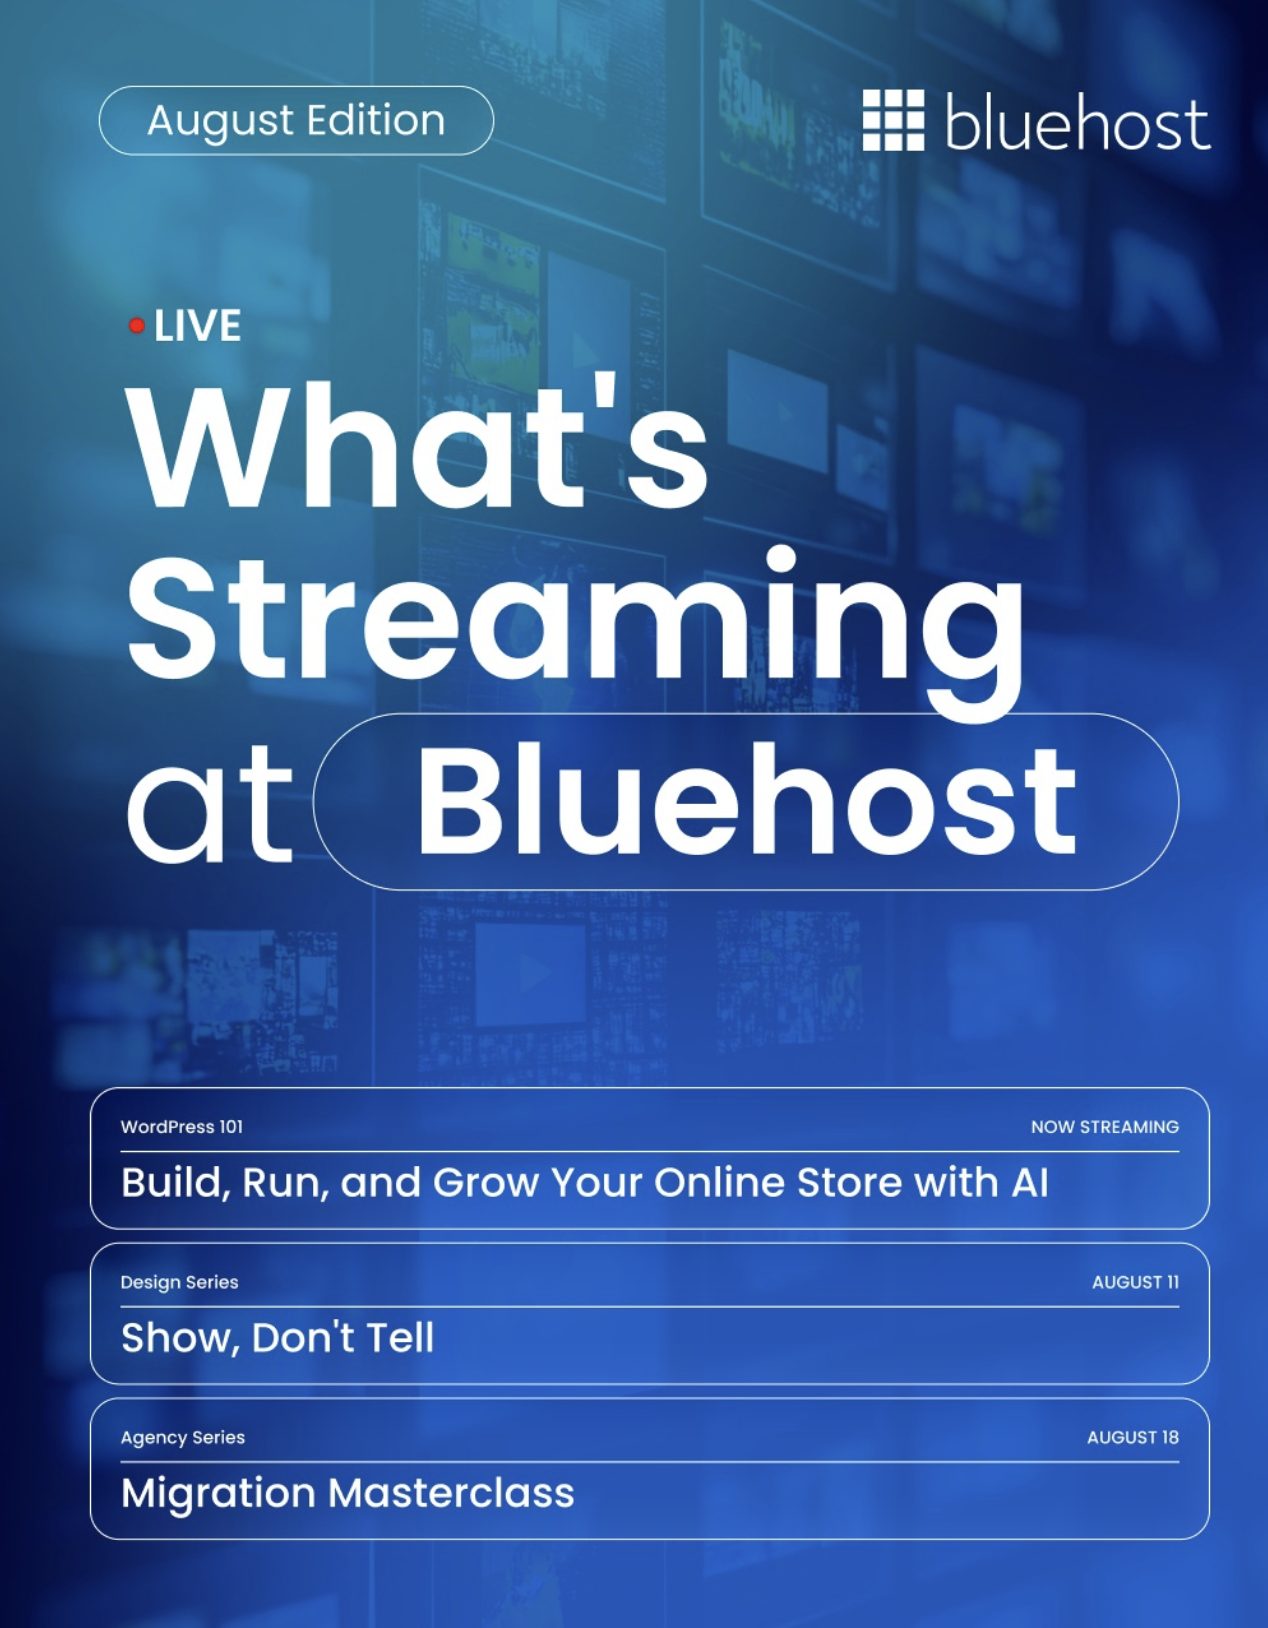 August Edition
bluehost
LIVE
What's
Streaming
at Bluehost
WordPress 101
NOW STREAMING
Build, Run, and Grow Your Online Store with AI
Design Series
AUGUST 11
Show, Don't Tell
Agency Series
AUGUST 18
Migration Masterclass